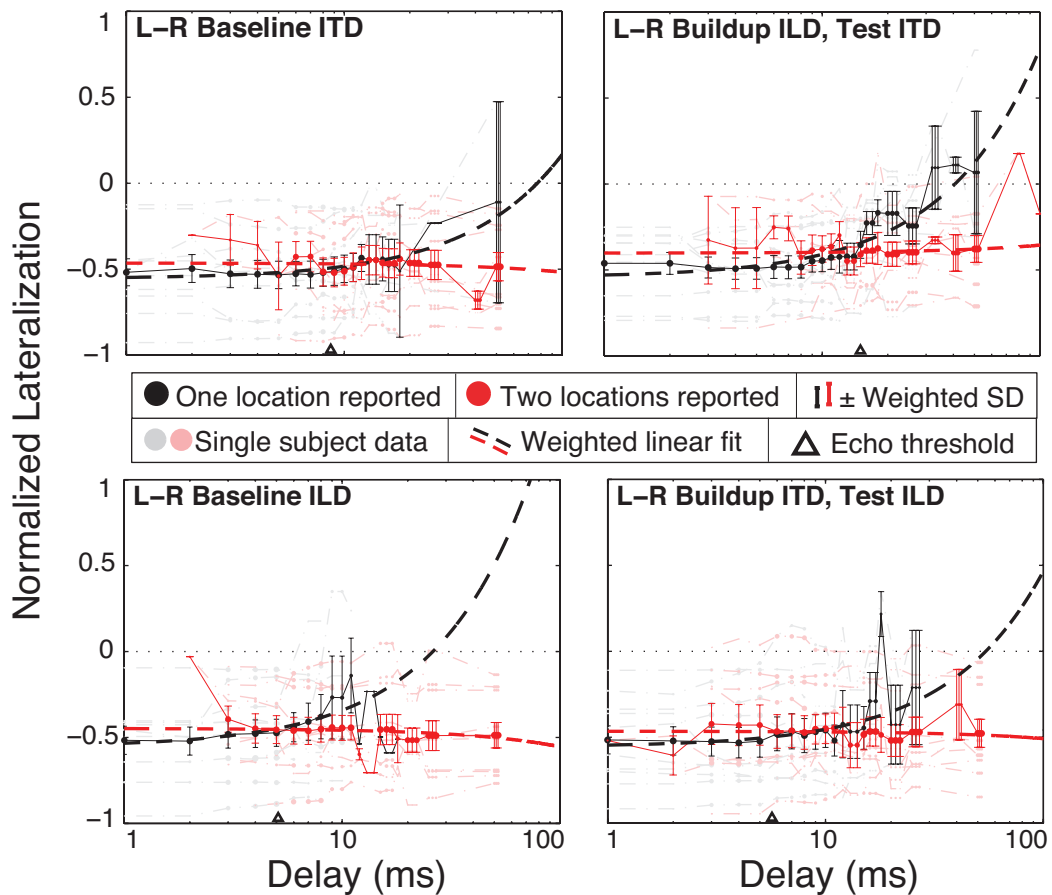 L−R Baseline ITD
L−R Buildup ILD, Test ITD
1
0.5
0
−0.5
−1
Normalized Lateralization
One location reported
Two locations reported
± Weighted SD
Single subject data
Weighted linear fit
Echo threshold
L−R Baseline ILD
L−R Buildup ITD, Test ILD
1
0.5
0
−0.5
−1
1 10 100
1 10 100
Delay (ms)
Delay (ms)